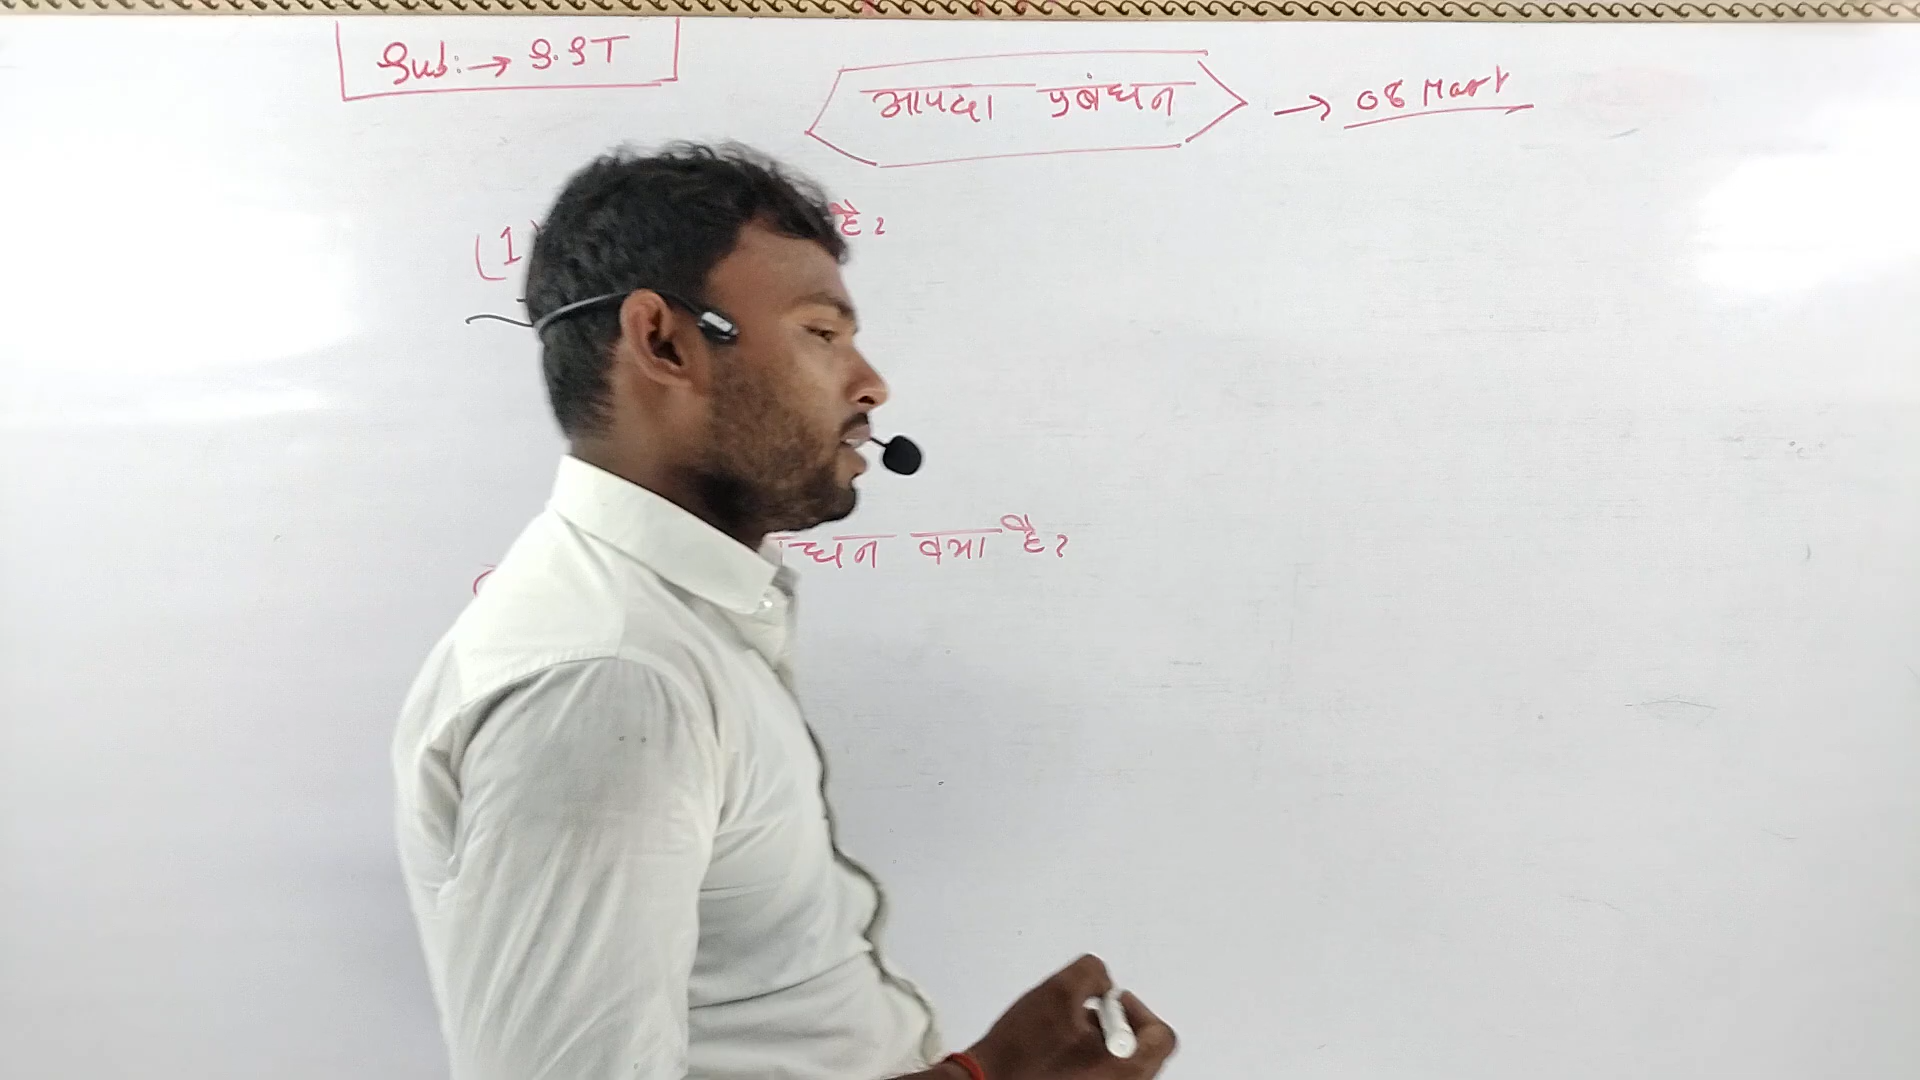 Sub:→ S.ST
आपदा प्रबंधन → 08 Mark
(1) है?
न्धन क्या है?